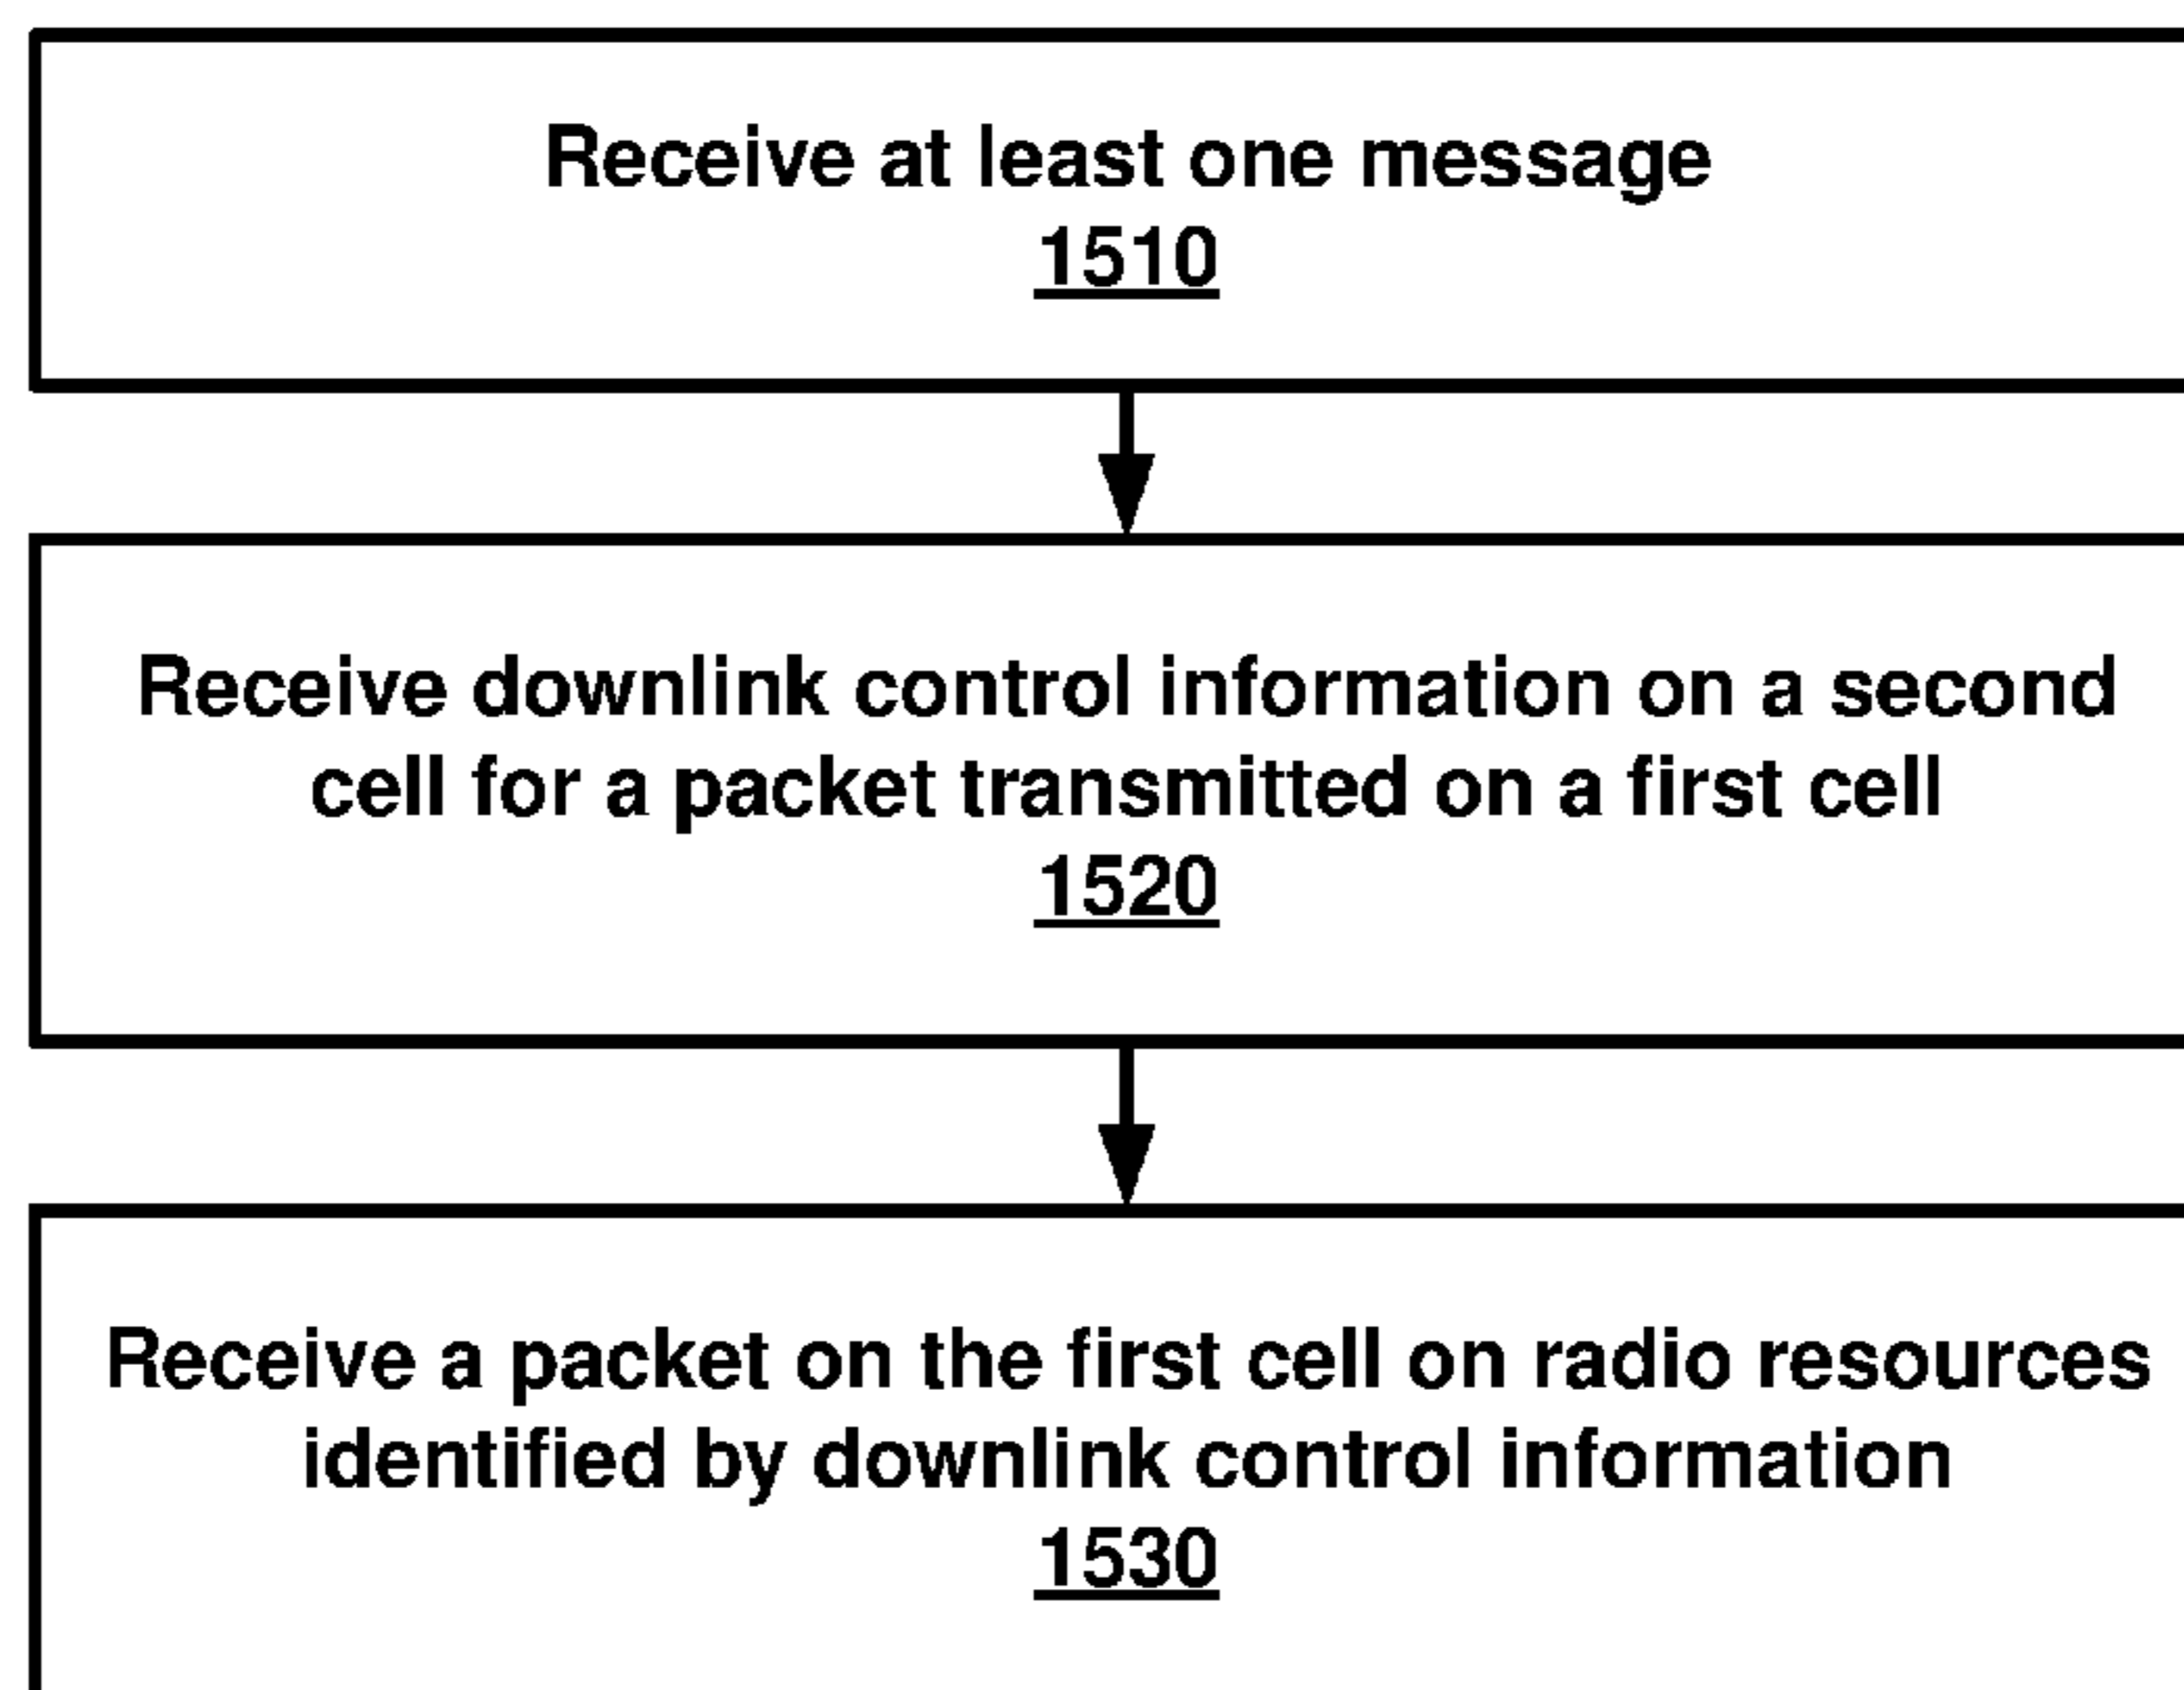 Receive at least one message
1510
Receive downlink control information on a second
cell for a packet transmitted on a first cell
1520
Receive a packet on the first cell on radio resources
identified by downlink control information
1530